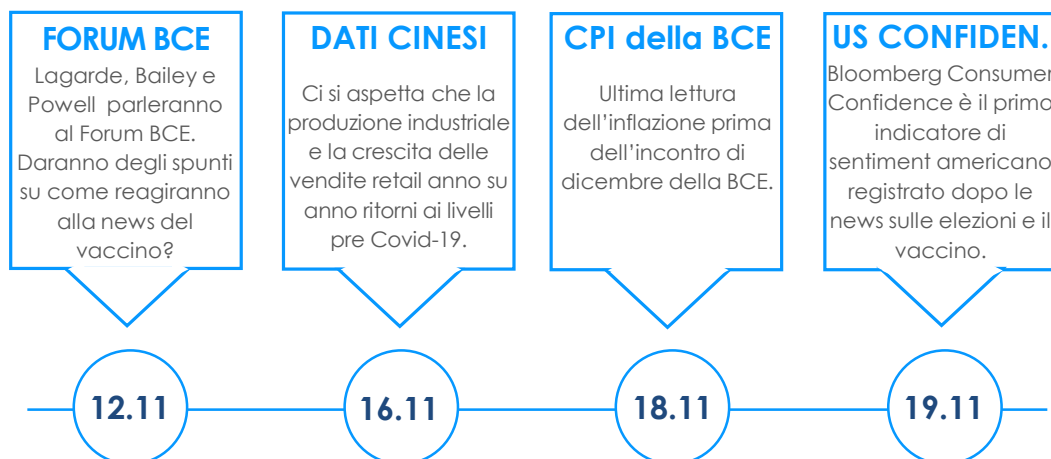 FORUM BCE
Lagarde, Bailey e
Powell parleranno
al Forum BCE.
Daranno degli spunti
su come reagiranno
alla news del
vaccino?
DATI CINESI
Ci si aspetta che la
produzione industriale
e la crescita delle
vendite retail anno su
anno ritorni ai livelli
pre Covid-19.
CPI della BCE
Ultima lettura
dell'inflazione prima
dell'incontro di
dicembre della BCE.
US CONFIDEN.
Bloomberg Consumer
Confidence è il primo
indicatore di
sentiment americano
registrato dopo le
news sulle elezioni e il
vaccino.
12.11
16.11
18.11
19.11